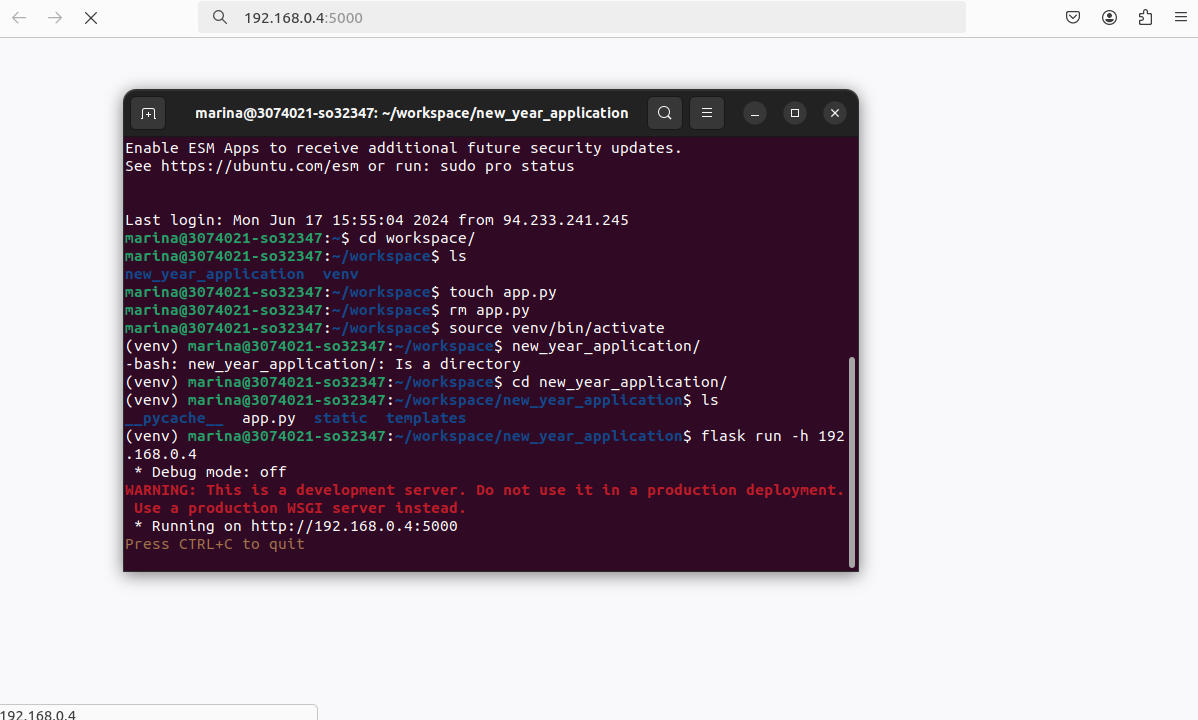 192.168.0.4:5000
marina@3074021-so32347: ~/workspace/new_year_application
Enable ESM Apps to receive additional future security updates.
See https://ubuntu.com/esm or run: sudo pro status
Last login: Mon Jun 17 15:55:04 2024 from 94.233.241.245
marina@3074021-so32347:~$ cd workspace/
marina@3074021-so32347:~/workspace$ ls
new_year_application  venv
marina@3074021-so32347:~/workspace$ touch app.py
marina@3074021-so32347:~/workspace$ rm app.py
marina@3074021-so32347:~/workspace$ source venv/bin/activate
(venv) marina@3074021-so32347:~/workspace$ new_year_application/
-bash: new_year_application/: Is a directory
(venv) marina@3074021-so32347:~/workspace$ cd new_year_application/
(venv) marina@3074021-so32347:~/workspace/new_year_application$ ls
__pycache__  app.py  static  templates
(venv) marina@3074021-so32347:~/workspace/new_year_application$ flask run -h 192
.168.0.4
 * Debug mode: off
WARNING: This is a development server. Do not use it in a production deployment.
 Use a production WSGI server instead.
 * Running on http://192.168.0.4:5000
Press CTRL+C to quit
192.168.0.4